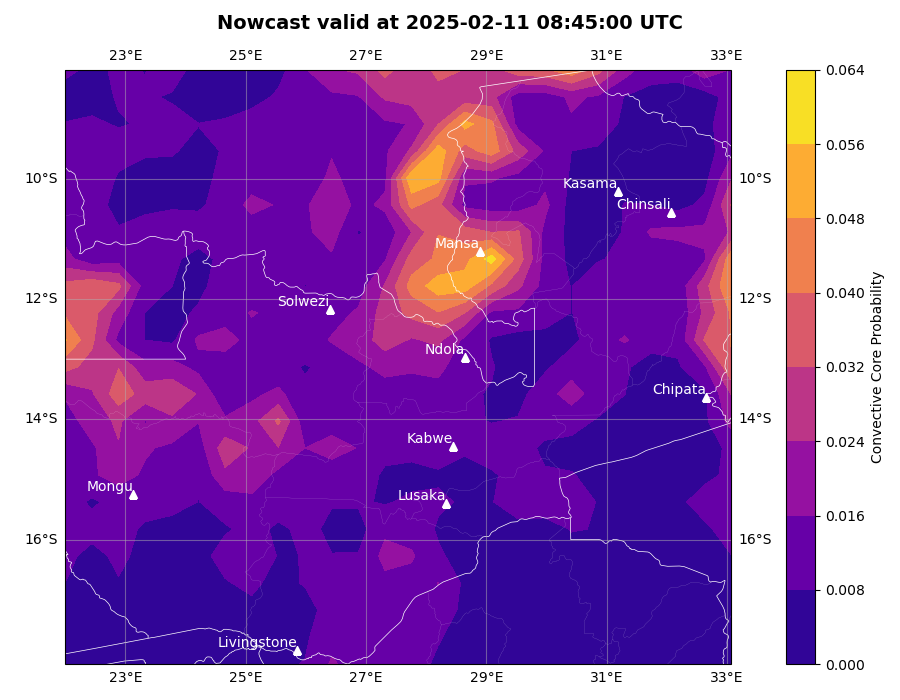 Nowcast valid at 2025-02-11 08:45:00 UTC
23°E 25°E 27°E 29°E 31°E 33°E
0.064
0.056
10°S Kasama 10°S
Chinsali
0.048
Mansa
0.040
12°S Solwezi 12°S
Ndola
0.032
Chipata
14°S 14°S
Kabwe
0.024
Mongu Lusaka
0.016
16°S 16°S
0.008
Livingstone
0.000
23°E 25°E 27°E 29°E 31°E 33°E
Convective Core Probability